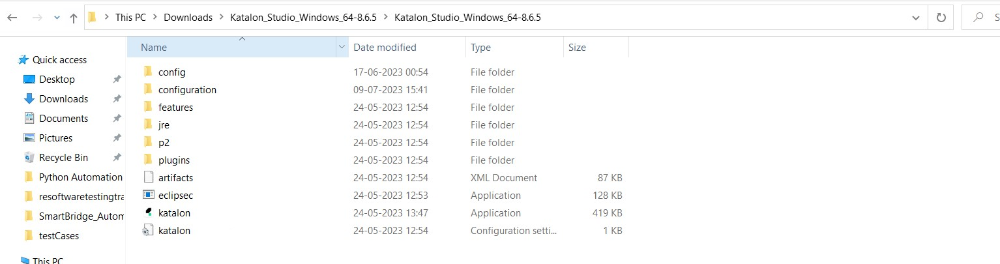 This PC > Downloads > Katalon_Studio_Windows_64-8.6.5 > Katalon_Studio_Windows_64-8.6.5 S
Name Date modified Type Size
Quick access
config 17-06-2023 00:54 File folder
Desktop
configuration 09-07-2023 15:41 File folder
Downloads
features 24-05-2023 12:54 File folder
Documents
jre 24-05-2023 12:54 File folder
Pictures
p2 24-05-2023 12:54 File folder
Recycle Bin
plugins 24-05-2023 12:54 File folder
Python Automation
artifacts 24-05-2023 12:54 XML Document 87 KB
resoftwaretestingtra
eclipsec 24-05-2023 12:53 Application 128 KB
SmartBridge_Autom
katalon 24-05-2023 13:47 Application 419 KB
testCases
katalon 24-05-2023 12:54 Configuration setti... 1 KB
This PC